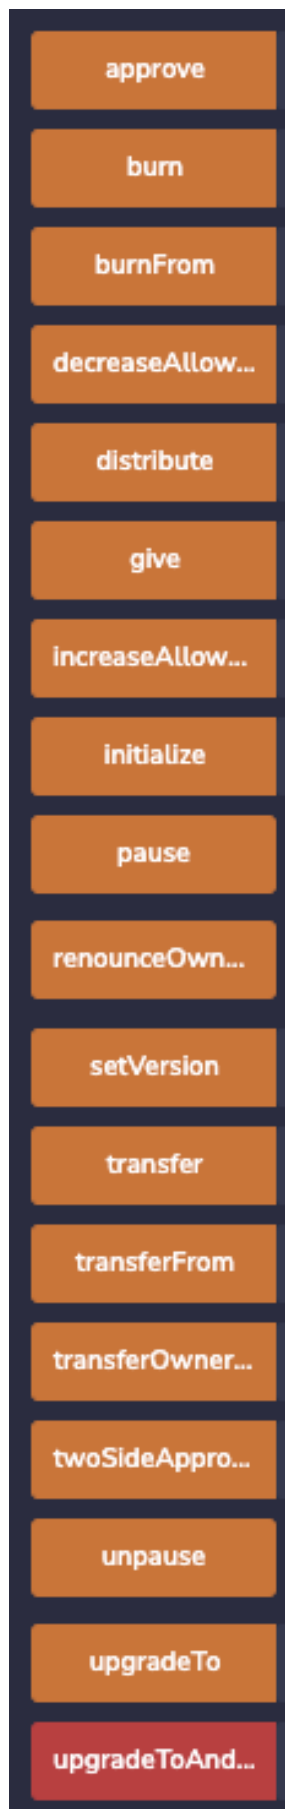 approve
burn
burnFrom
decreaseAllow...
distribute
give
increaseAllow...
initialize
pause
renounceOwn...
setVersion
transfer
transferFrom
transferOwner...
twoSideAppro...
unpause
upgradeTo
upgradeToAnd...